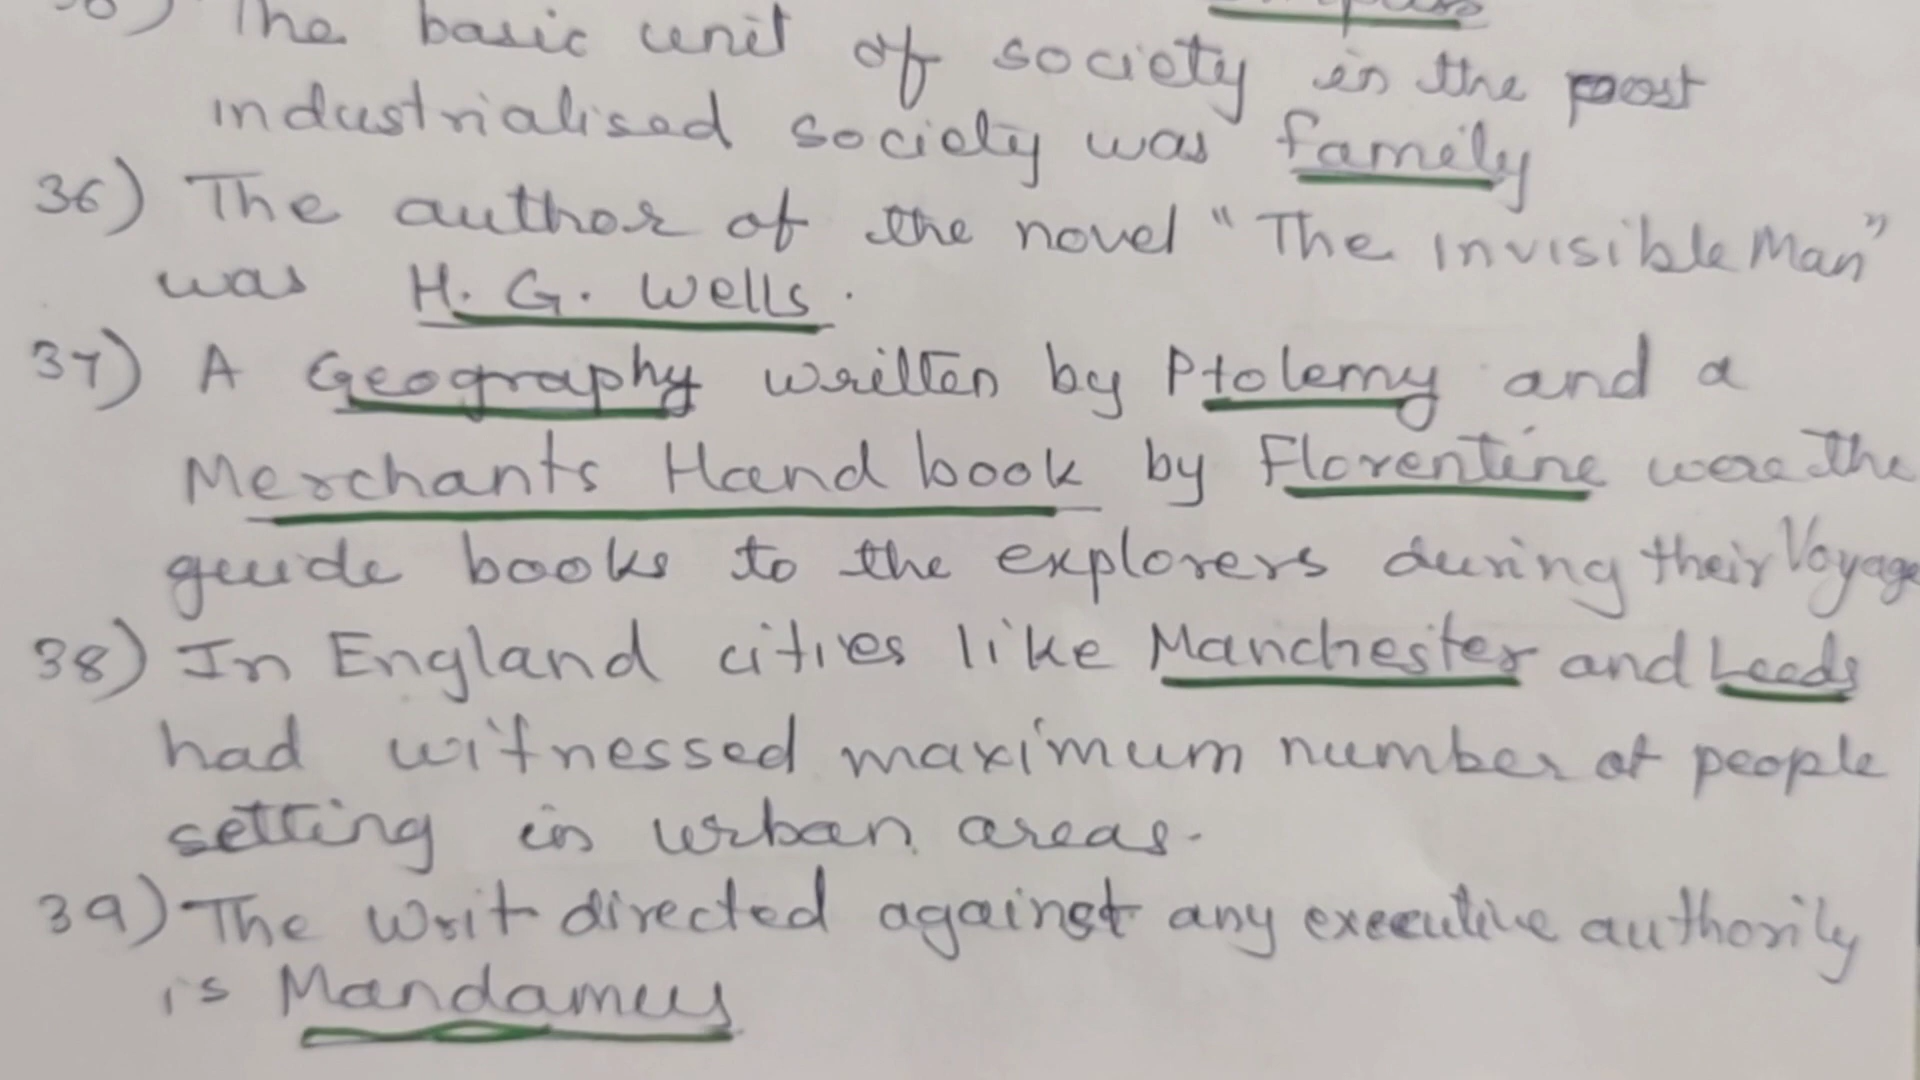 The basic unit of society in the post
industrialised society was family
36) The author of the novel "The Invisible Man"
was H. G. Wells.
37) A Geography written by Ptolemy and a
Merchants Hand book by Florentine were the
guide books to the explorers during their Voyage
38) In England cities like Manchester and Leeds
had witnessed maximum number of people
setting in urban areas.
39) The Writ directed against any executive authority
is Mandamus